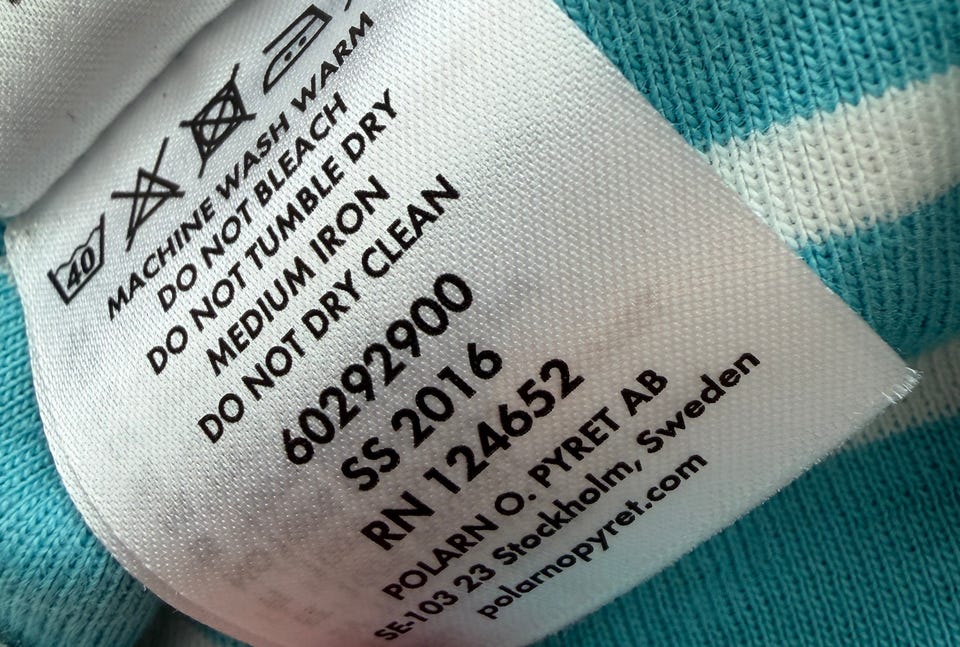 40
MACHINE WASH WARM
DO NOT BLEACH
DO NOT TUMBLE DRY
MEDIUM IRON
DO NOT DRY CLEAN
60292900
SS 2016
RN 124652
POLARN O. PYRET AB
SE-103 23 Stockholm, Sweden
polarnopyret.com